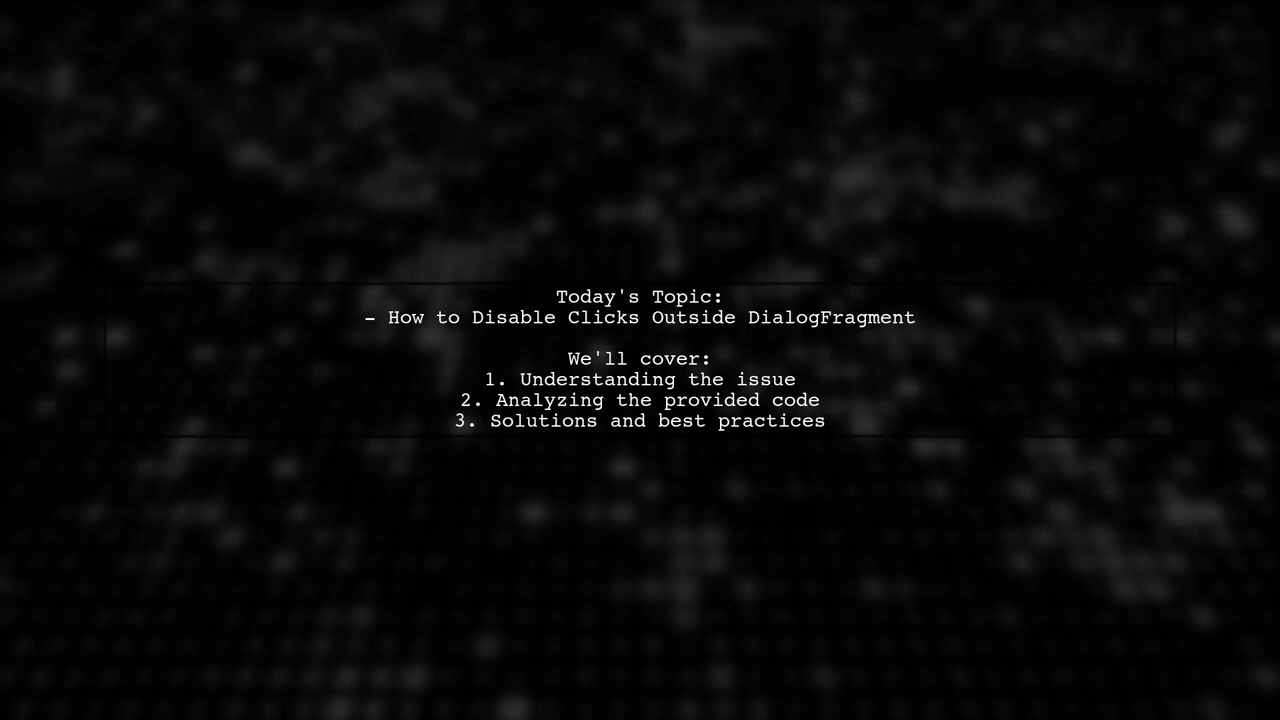 Today's Topic:
- How to Disable Clicks Outside DialogFragment
We'll cover:
1. Understanding the issue
2. Analyzing the provided code
3. Solutions and best practices